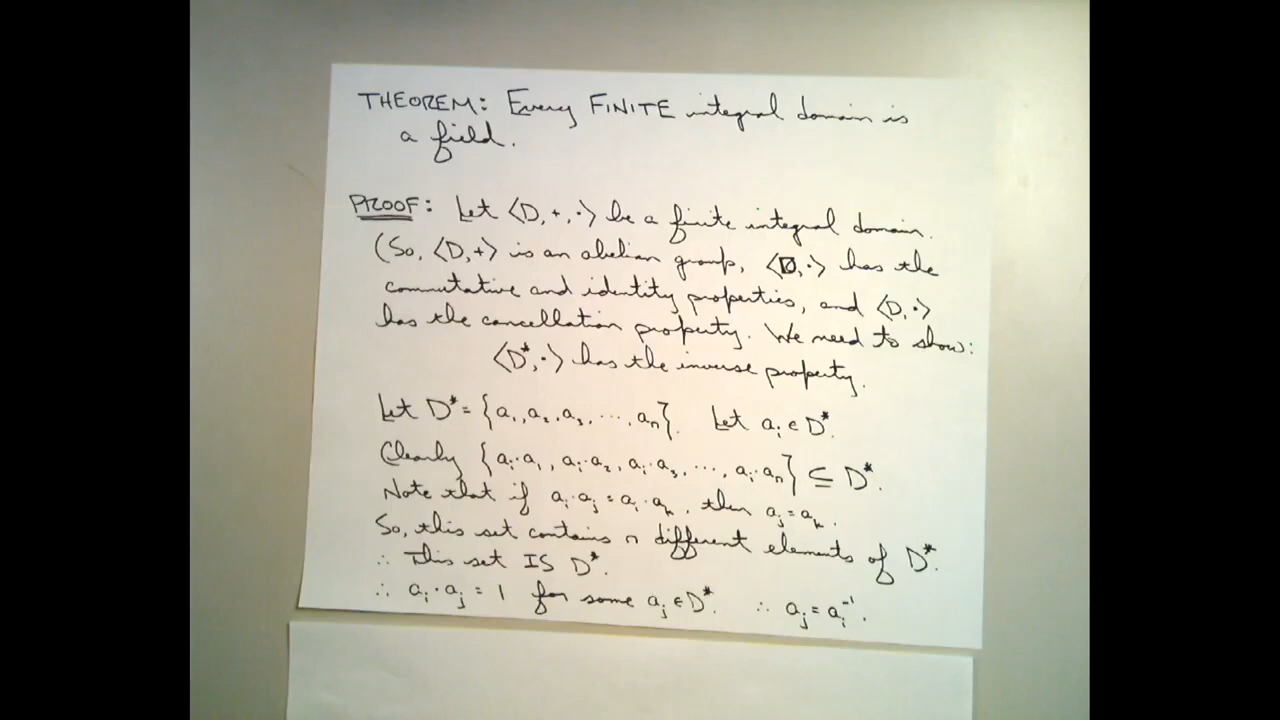 THEOREM: Every FINITE integral domain is
a field.
PROOF: Let ⟨D, +, ·⟩ be a finite integral domain.
(So, ⟨D, +⟩ is an abelian group, ⟨D, ·⟩ has the
commutative and identity properties, and ⟨D, ·⟩
has the cancellation property. We need to show:
⟨D*, ·⟩ has the inverse property.
Let D* = {a₁, a₂, a₃, ⋯, aₙ}. Let aᵢ ∈ D*.
Clearly {aᵢ·a₁, aᵢ·a₂, aᵢ·a₃, ⋯, aᵢ·aₙ} ⊆ D*.
Note that if aᵢ·aⱼ = aᵢ·aₖ, then aⱼ = aₖ.
So, this set contains n different elements of D*.
∴ This set IS D*.
∴ aᵢ·aⱼ = 1 for some aⱼ ∈ D*. ∴ aⱼ = aᵢ⁻¹.